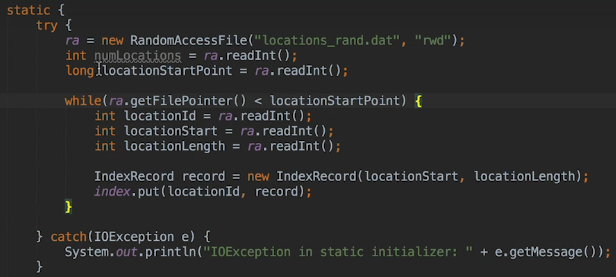 static {
    try {
        ra = new RandomAccessFile("locations_rand.dat", "rwd");
        int numLocations = ra.readInt();
        long locationStartPoint = ra.readInt();

        while(ra.getFilePointer() < locationStartPoint) {
            int locationId = ra.readInt();
            int locationStart = ra.readInt();
            int locationLength = ra.readInt();

            IndexRecord record = new IndexRecord(locationStart, locationLength);
            index.put(locationId, record);
        }

    } catch(IOException e) {
        System.out.println("IOException in static initializer: " + e.getMessage());
    }